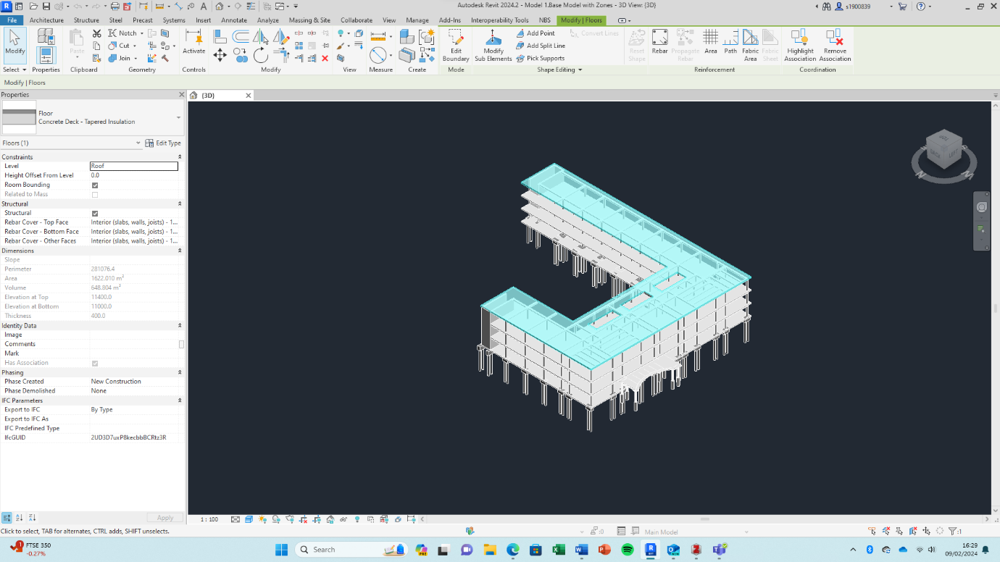 Autodesk Revit 2024.2 - Model 1.Base Model with Zones - 3D View: {3D}
s1900839
File Architecture Structure Steel Precast Systems Insert Annotate Analyze Massing & Site Collaborate View Manage Add-Ins Interoperability Tools NBS Modify | Floors
Modify
Paste
Notch
Cut
Join
Activate
Edit Boundary
Modify Sub Elements
Add Point
Convert Lines
Add Split Line
Pick Supports
Reset Shape
Rebar
Propagate Rebar
Area
Path
Fabric Area
Fabric Sheet
Highlight Association
Remove Association
Select Properties Clipboard Geometry Controls Modify View Measure Create Mode Shape Editing Reinforcement Coordination
Modify | Floors
Properties
{3D}
Floor
Concrete Deck - Tapered Insulation
Floors (1) Edit Type
Constraints
Level Roof
Height Offset From Level 0.0
Room Bounding
Related to Mass
Structural
Structural
Rebar Cover - Top Face Interior (slabs, walls, joists) - 1...
Rebar Cover - Bottom Face Interior (slabs, walls, joists) - 1...
Rebar Cover - Other Faces Interior (slabs, walls, joists) - 1...
Dimensions
Slope
Perimeter 281076.4
Area 1622.010 m²
Volume 648.804 m³
Elevation at Top 11400.0
Elevation at Bottom 11000.0
Thickness 400.0
Identity Data
Image
Comments
Mark
Has Association
Phasing
Phase Created New Construction
Phase Demolished None
IFC Parameters
Export to IFC By Type
Export to IFC As
IFC Predefined Type
IfcGUID 2UD3D7uxP8kecbbBCRtz3R
Apply
1 : 100
TOP
BACK LEFT
Click to select, TAB for alternates, CTRL adds, SHIFT unselects.
:0
Main Model
:1
FTSE 350
-0.27%
Search
16:29
09/02/2024